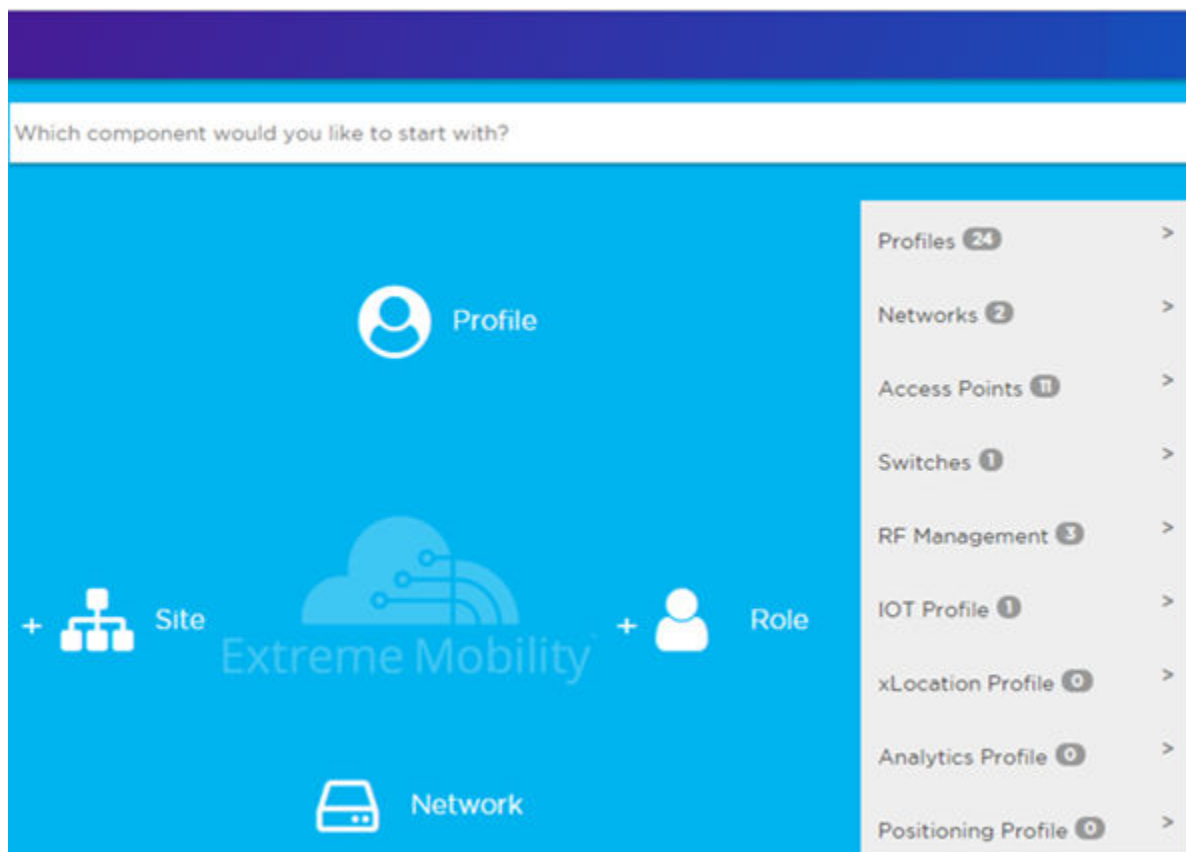 Which component would you like to start with?
Profile
+ Site
Extreme Mobility
+ Role
Network
Profiles 24 >
Networks 2 >
Access Points 11 >
Switches 1 >
RF Management 3 >
IOT Profile 1 >
xLocation Profile 0 >
Analytics Profile 0 >
Positioning Profile 0 >